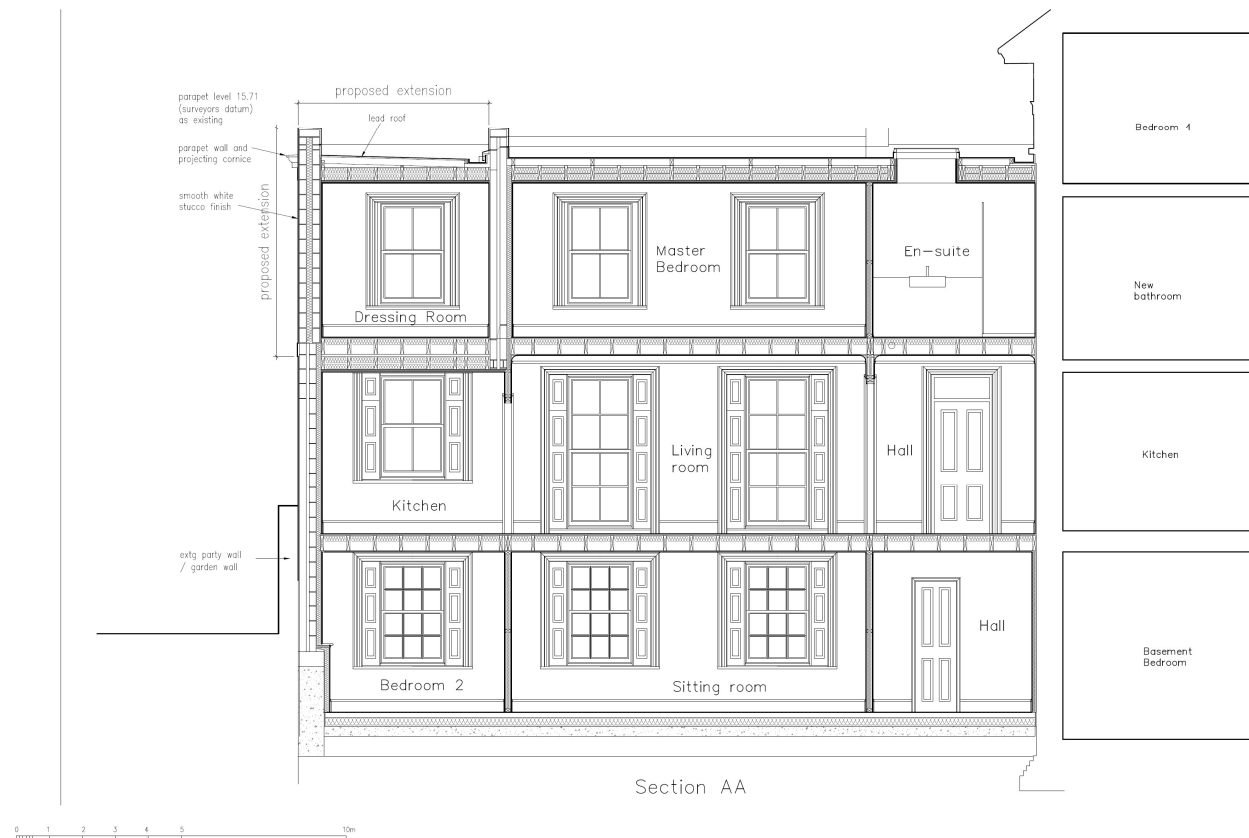 proposed extension
parapet level 15.71
(surveyors datum)
as existing
lead roof
parapet wall and
projecting cornice
smooth white
stucco finish
proposed extension
Dressing Room
Master
Bedroom
En-suite
Bedroom 4
New
bathroom
Kitchen
Living
room
Hall
Kitchen
extg party wall
/ garden wall
Bedroom 2
Sitting room
Hall
Basement
Bedroom
Section AA
0 1 2 3 4 5 10m